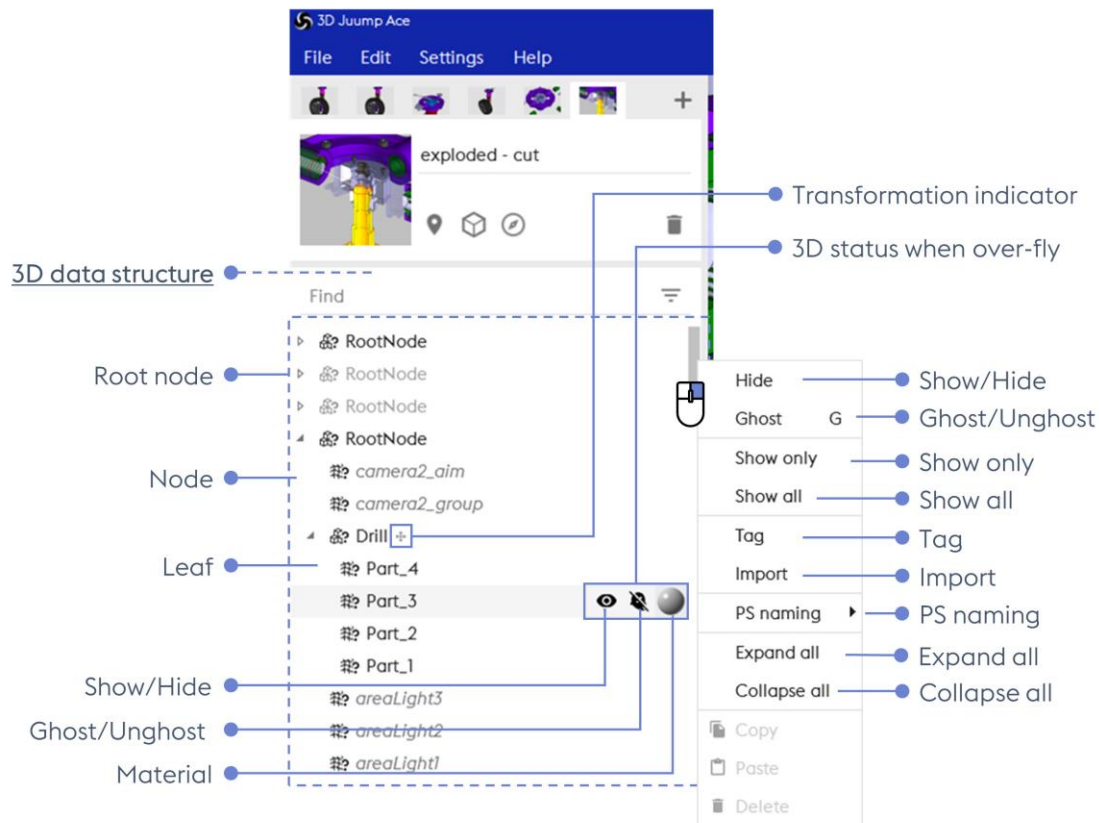 3D Juump Ace
File Edit Settings Help
exploded - cut
Transformation indicator
3D status when over-fly
3D data structure
Find
RootNode
Root node
RootNode
RootNode
RootNode
Node
camera2_aim
camera2_group
Drill
Leaf
Part_4
Part_3
Part_2
Part_1
Show/Hide
areaLight3
Ghost/Unghost
areaLight2
Material
areaLight1
Hide
Show/Hide
Ghost G
Ghost/Unghost
Show only
Show only
Show all
Show all
Tag
Tag
Import
Import
PS naming
PS naming
Expand all
Expand all
Collapse all
Collapse all
Copy
Paste
Delete